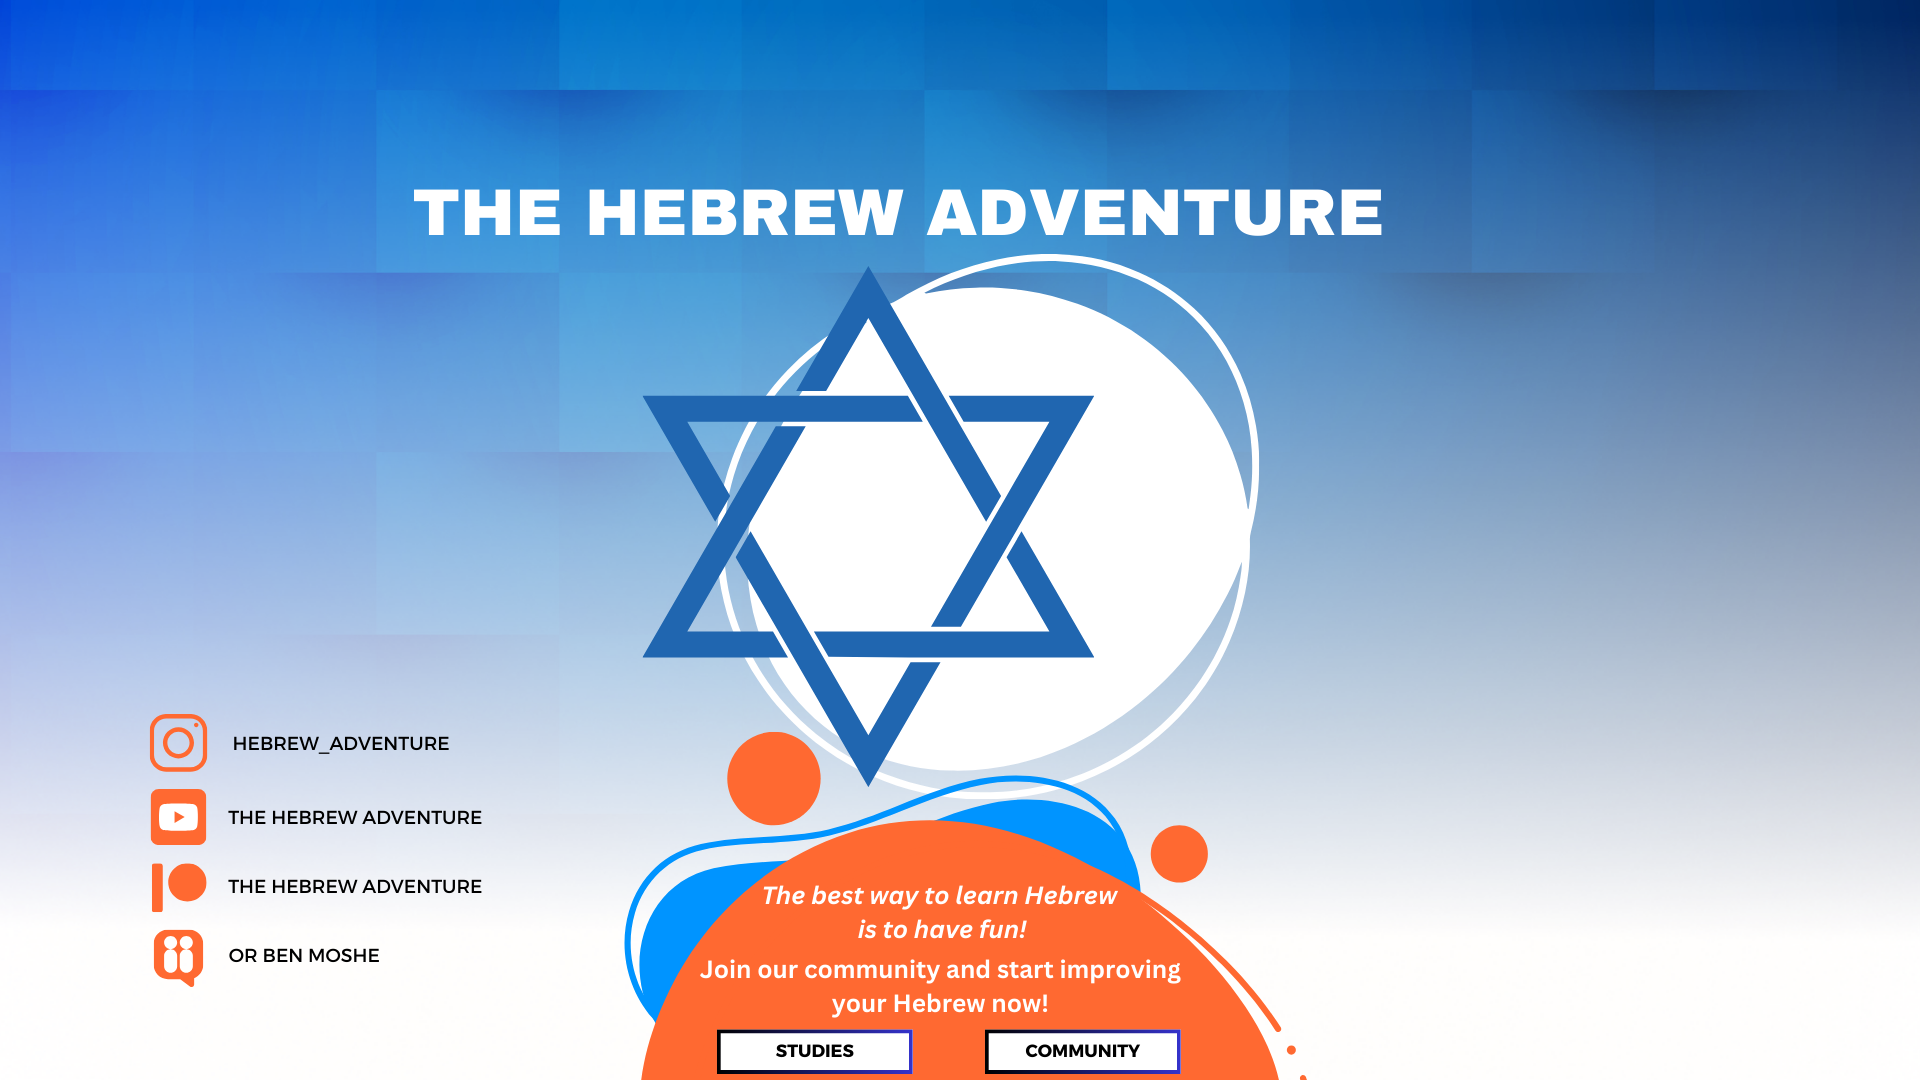 THE HEBREW ADVENTURE
HEBREW_ADVENTURE
THE HEBREW ADVENTURE
THE HEBREW ADVENTURE
OR BEN MOSHE
The best way to learn Hebrew
is to have fun!
Join our community and start improving
your Hebrew now!
STUDIES
COMMUNITY